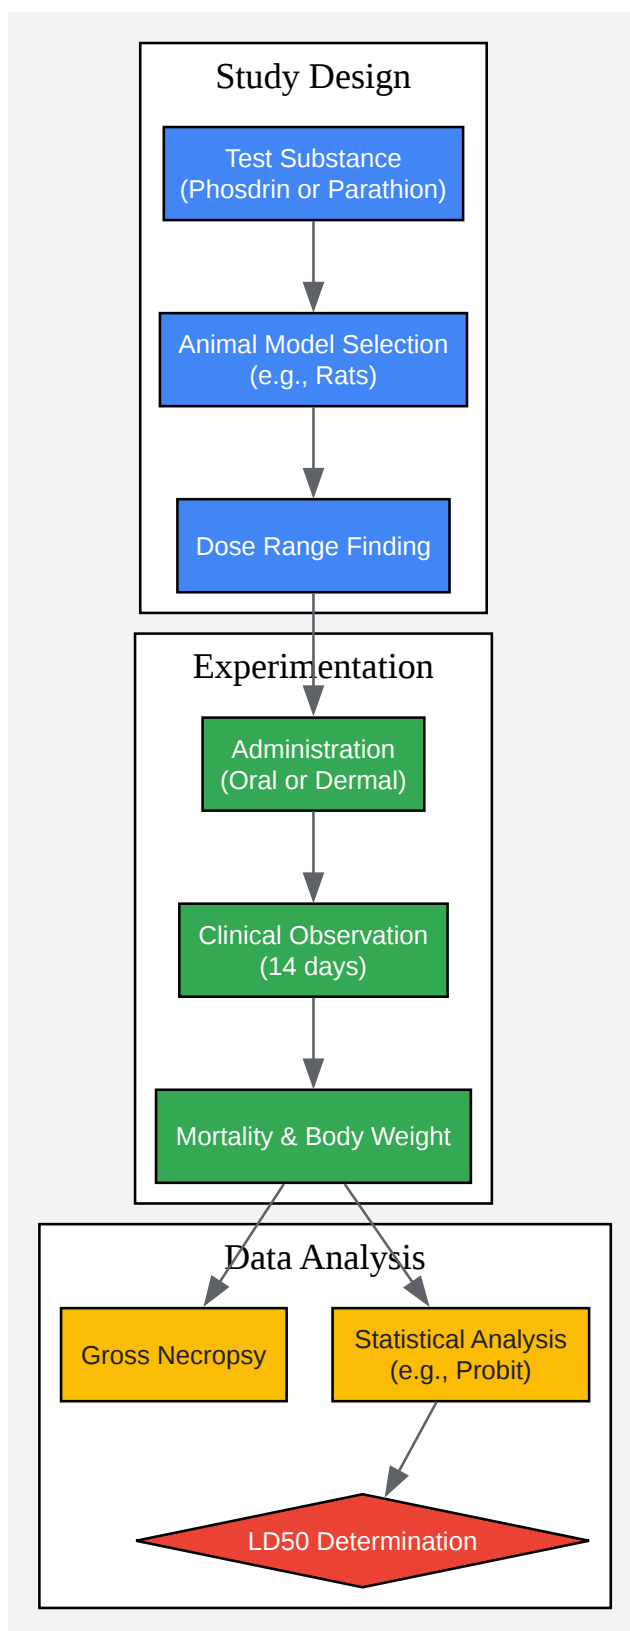 Study Design
Test Substance
(Phosdrin or Parathion)
Animal Model Selection
(e.g., Rats)
Dose Range Finding
Experimentation
Administration
(Oral or Dermal)
Clinical Observation
(14 days)
Mortality & Body Weight
Data Analysis
Gross Necropsy
Statistical Analysis
(e.g., Probit)
LD50 Determination